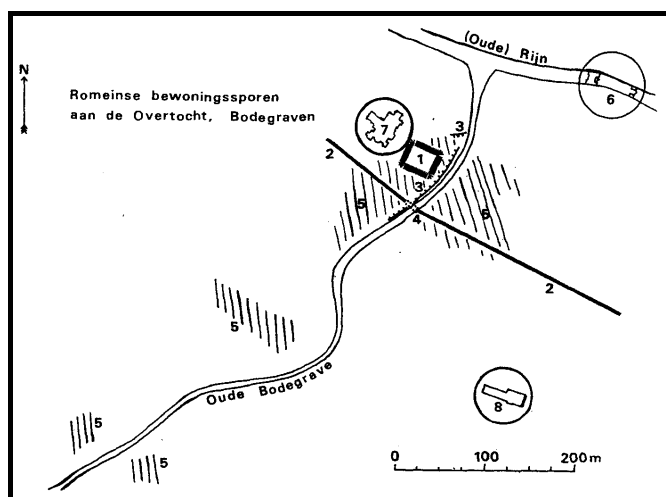 (Oude) Rijn
N
Romeinse bewoningssporen
aan de Overtocht, Bodegraven
6
7
3
2
1
3
5
5
4
2
5
Oude Bodegrave
8
5
5
0 100 200m